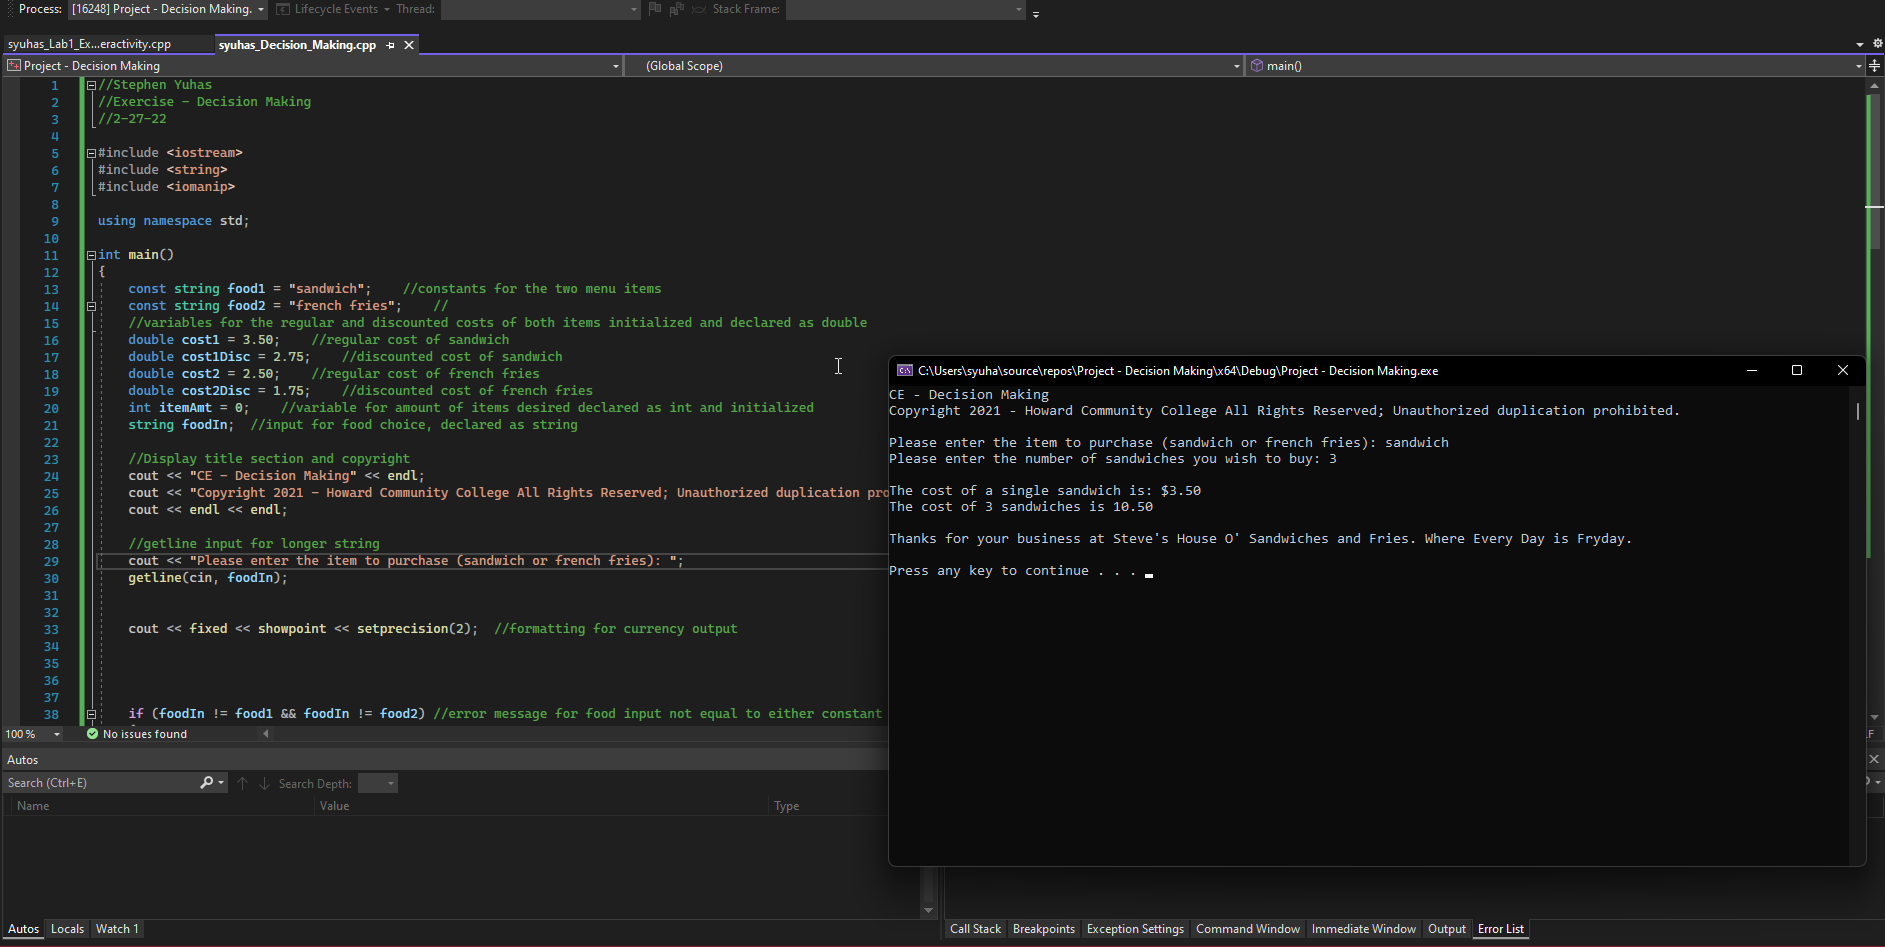 Process: [16248] Project - Decision Making. Lifecycle Events Thread: Stack Frame:
syuhas_Lab1_Ex...eractivity.cpp syuhas_Decision_Making.cpp
Project - Decision Making (Global Scope) main()
1 //Stephen Yuhas
2 //Exercise - Decision Making
3 //2-27-22
4
5 #include <iostream>
6 #include <string>
7 #include <iomanip>
8
9 using namespace std;
10
11 int main()
12 {
13 const string food1 = "sandwich"; //constants for the two menu items
14 const string food2 = "french fries"; //
15 //variables for the regular and discounted costs of both items initialized and declared as double
16 double cost1 = 3.50; //regular cost of sandwich
17 double cost1Disc = 2.75; //discounted cost of sandwich
18 double cost2 = 2.50; //regular cost of french fries
19 double cost2Disc = 1.75; //discounted cost of french fries
20 int itemAmt = 0; //variable for amount of items desired declared as int and initialized
21 string foodIn; //input for food choice, declared as string
22
23 //Display title section and copyright
24 cout << "CE - Decision Making" << endl;
25 cout << "Copyright 2021 - Howard Community College All Rights Reserved; Unauthorized duplication pro
26 cout << endl << endl;
27
28 //getline input for longer string
29 cout << "Please enter the item to purchase (sandwich or french fries): ";
30 getline(cin, foodIn);
31
32
33 cout << fixed << showpoint << setprecision(2); //formatting for currency output
34
35
36
37
38 if (foodIn != food1 && foodIn != food2) //error message for food input not equal to either constant
100 % No issues found
C:\Users\syuha\source\repos\Project - Decision Making\x64\Debug\Project - Decision Making.exe
CE - Decision Making
Copyright 2021 - Howard Community College All Rights Reserved; Unauthorized duplication prohibited.
Please enter the item to purchase (sandwich or french fries): sandwich
Please enter the number of sandwiches you wish to buy: 3
The cost of a single sandwich is: $3.50
The cost of 3 sandwiches is 10.50
Thanks for your business at Steve's House O' Sandwiches and Fries. Where Every Day is Fryday.
Press any key to continue . . .
Autos
Search (Ctrl+E) Search Depth:
Name Value Type
Autos Locals Watch 1
Call Stack Breakpoints Exception Settings Command Window Immediate Window Output Error List